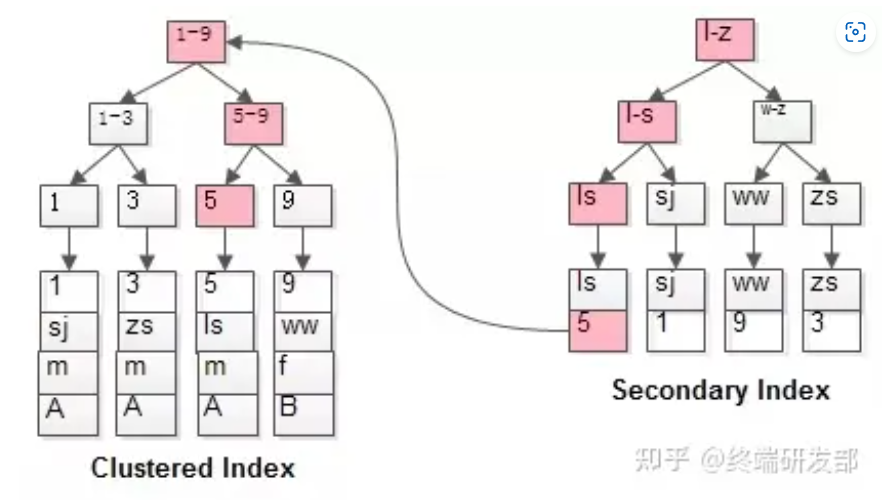 1-9
1-3
5-9
1
3
5
9
1
sj
m
A
3
zs
m
A
5
ls
m
A
9
ww
f
B
Clustered Index
l-z
l-s
w-z
ls
sj
ww
zs
ls
5
sj
1
ww
9
zs
3
Secondary Index
知乎 @终端研发部